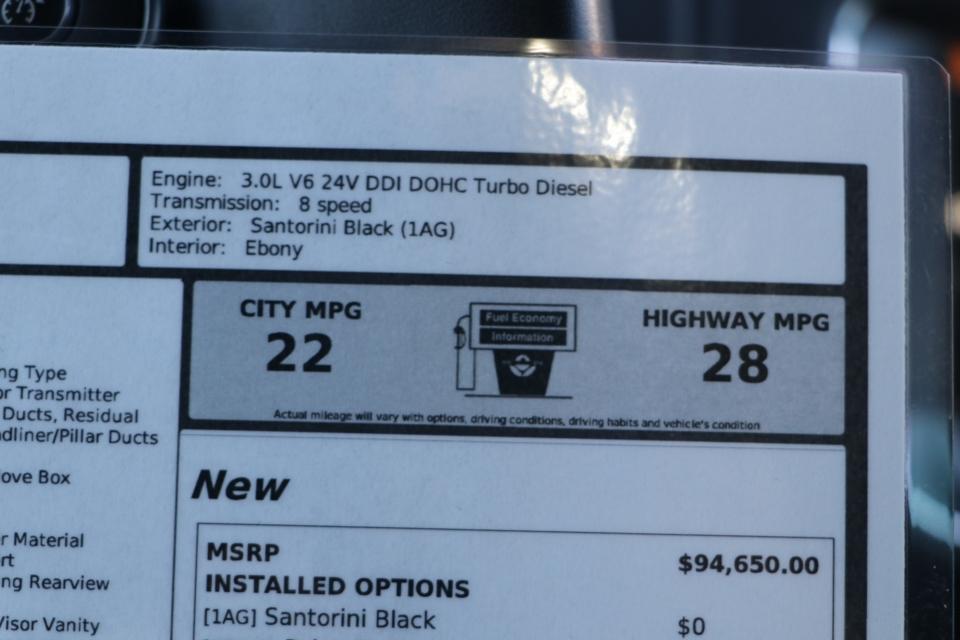 Engine: 3.0L V6 24V DDI DOHC Turbo Diesel
Transmission: 8 speed
Exterior: Santorini Black (1AG)
Interior: Ebony
CITY MPG
22
Fuel Economy
Information
HIGHWAY MPG
28
Actual mileage will vary with options, driving conditions, driving habits and vehicle's condition
ng Type
or Transmitter
Ducts, Residual
adliner/Pillar Ducts
love Box
r Material
rt
ng Rearview
Visor Vanity
New
MSRP $94,650.00
INSTALLED OPTIONS
[1AG] Santorini Black $0